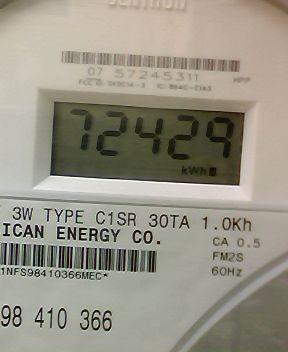 07 57245311 HPP
72429
kWh
3W TYPE C1SR 30TA 1.0Kh
ICAN ENERGY CO.
CA 0.5
FM2S
60Hz
1NFS98410366MEC*
98 410 366